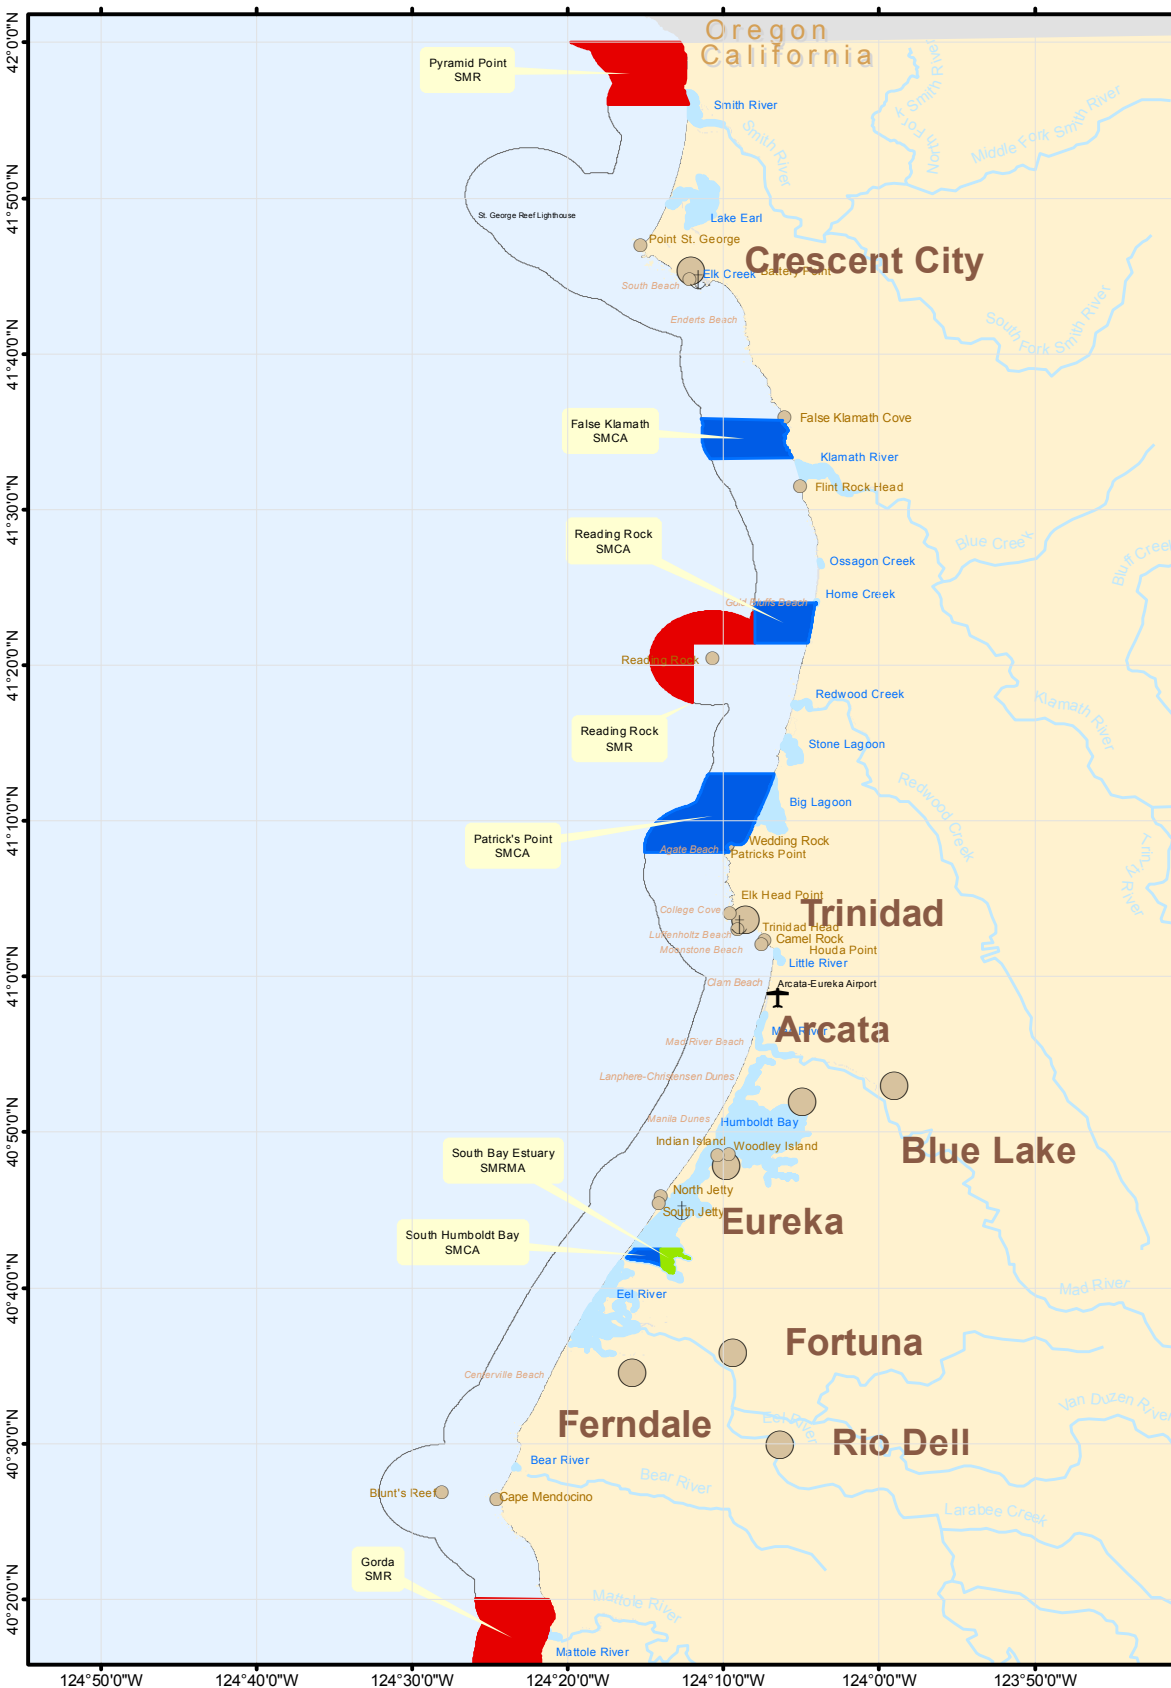 Oregon
California
42°0'0"N
Pyramid Point
SMR
Smith River
Smith River
North Fork Smith River
Middle Fork Smith River
41°50'0"N
St. George Reef Lighthouse
Lake Earl
Point St. George
Crescent City
Elk Creek
Battery Point
South Beach
Enderts Beach
South Fork Smith River
41°40'0"N
False Klamath
SMCA
False Klamath Cove
Klamath River
Flint Rock Head
41°30'0"N
Reading Rock
SMCA
Blue Creek
Bluff Creek
Ossagon Creek
Home Creek
Gold Bluffs Beach
41°20'0"N
Reading Rock
Redwood Creek
Klamath River
Reading Rock
SMR
Stone Lagoon
Redwood Creek
Big Lagoon
41°10'0"N
Patrick's Point
SMCA
Wedding Rock
Agate Beach
Patricks Point
Trinity River
Elk Head Point
College Cove
Trinidad
Trinidad Head
Luffenholtz Beach
Camel Rock
Moonstone Beach
Houda Point
Little River
41°0'0"N
Clam Beach
Arcata-Eureka Airport
Mad River
Arcata
Mad River Beach
Lanphere-Christensen Dunes
Manila Dunes
Humboldt Bay
40°50'0"N
Indian Island
Woodley Island
Blue Lake
South Bay Estuary
SMRMA
North Jetty
South Jetty
Eureka
South Humboldt Bay
SMCA
40°40'0"N
Eel River
Mad River
Fortuna
Centerville Beach
Ferndale
Eel River
Van Duzen River
Rio Dell
40°30'0"N
Bear River
Bear River
Blunt's Reef
Cape Mendocino
Larabee Creek
Gorda
SMR
40°20'0"N
Mattole River
Mattole River
124°50'0"W
124°40'0"W
124°30'0"W
124°20'0"W
124°10'0"W
124°0'0"W
123°50'0"W